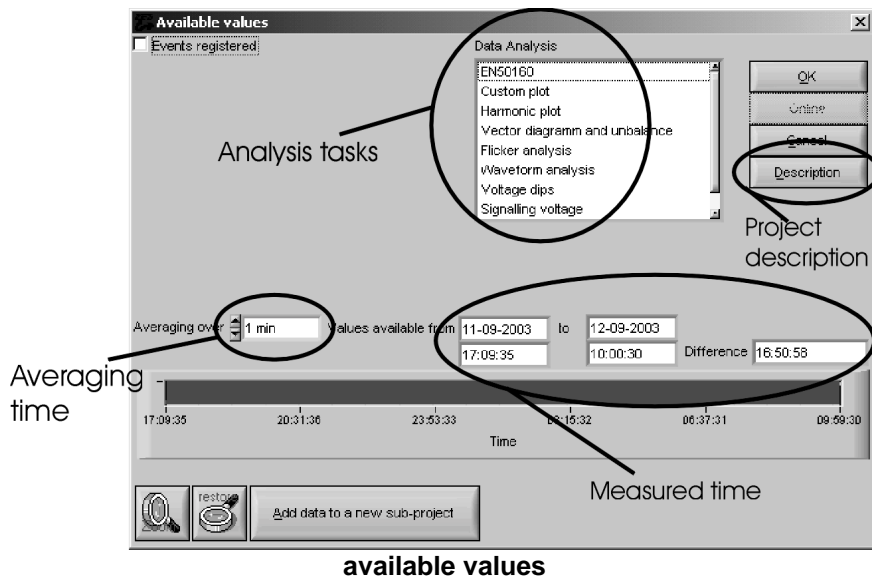 Available values
Events registered
Data Analysis
EN50160
Custom plot
Harmonic plot
Vector diagramm and unbalance
Flicker analysis
Waveform analysis
Voltage dips
Signalling voltage
OK
Online
Cancel
Description
Analysis tasks
Project
description
Averaging over 1 min Values available from 11-09-2003 to 12-09-2003
17:09:35 10:00:30 Difference 16:50:58
Averaging
time
17:09:35 20:31:36 23:53:33 03:15:32 06:37:31 09:59:30
Time
Measured time
restore
Add data to a new sub-project
available values